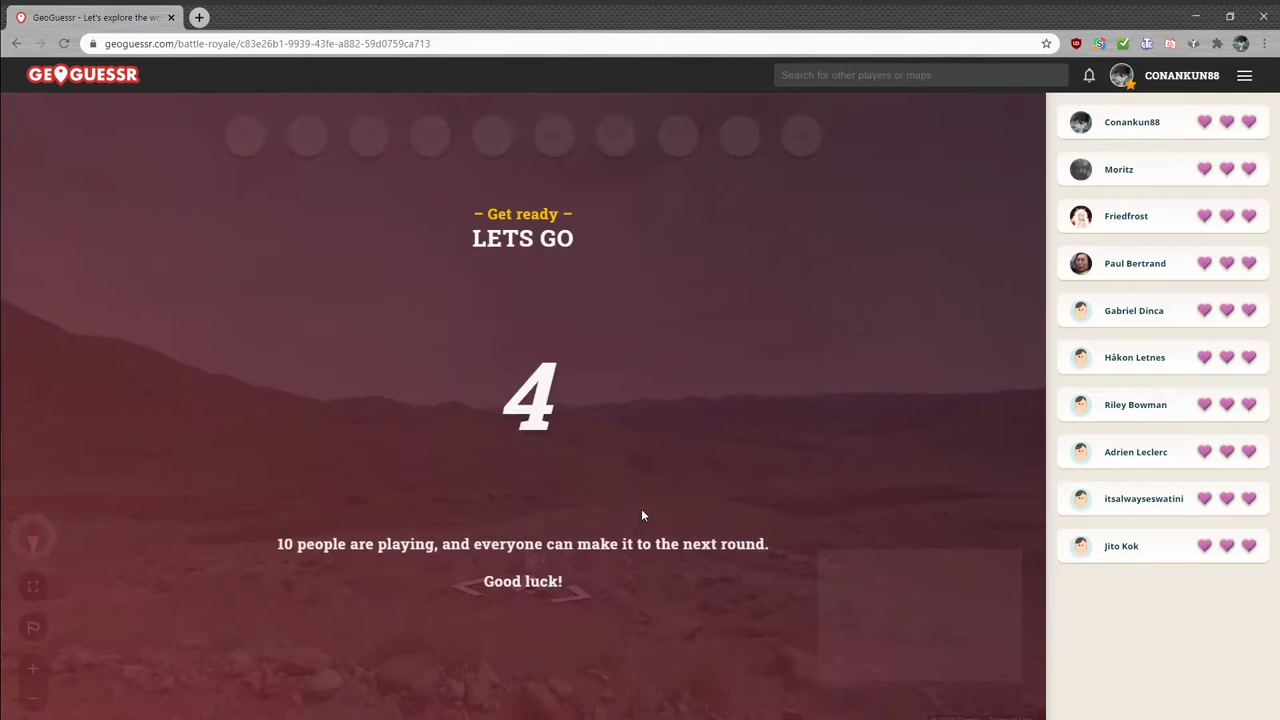 GeoGuessr - Let's explore the wo
geoguessr.com/battle-royale/c83e26b1-9939-43fe-a882-59d0759ca713
GEOGUESSR
Search for other players or maps
CONANKUN88
– Get ready –
LETS GO
4
10 people are playing, and everyone can make it to the next round.
Good luck!
Conankun88
Moritz
Friedfrost
Paul Bertrand
Gabriel Dinca
Håkon Letnes
Riley Bowman
Adrien Leclerc
itsalwayseswatini
Jito Kok